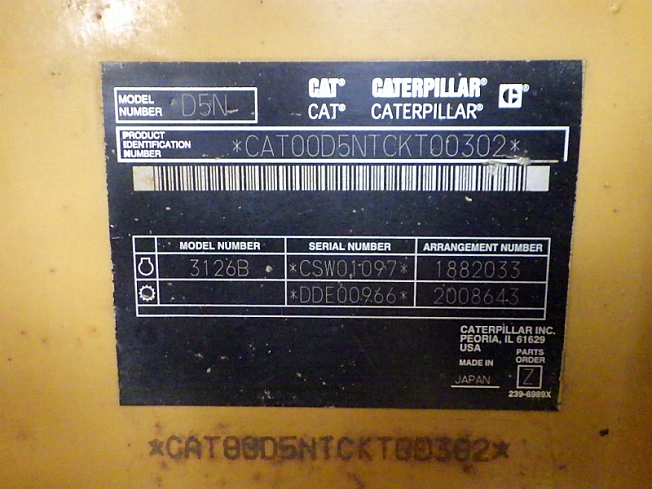 CAT® CATERPILLAR® C®
MODEL NUMBER D5N CAT® CATERPILLAR®
PRODUCT IDENTIFICATION NUMBER *CAT00D5NTCKT00302*
MODEL NUMBER SERIAL NUMBER ARRANGEMENT NUMBER
3126B *CSW01097* 1882033
*DDE00966* 2008643
CATERPILLAR INC.
PEORIA, IL 61629
USA
MADE IN JAPAN
PARTS ORDER Z
239-6989X
*CAT00D5NTCKT00302*